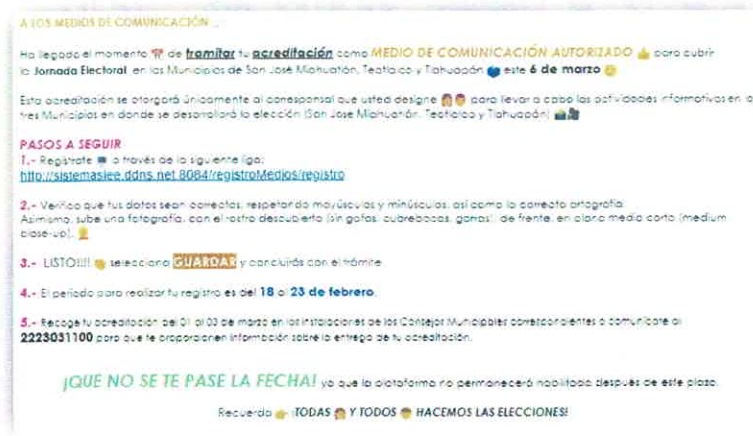 A LOS MEDIOS DE COMUNICACIÓN
Ha llegado el momento de tramitar tu acreditación como MEDIO DE COMUNICACIÓN AUTORIZADO para cubrir
la Jornada Electoral en los Municipios de San José Miahuatán, Teotlalco y Tlahuapán este 6 de marzo
Esta acreditación se otorgará únicamente al corresponsal que usted designe para llevar a cabo las actividades informativas en los
tres Municipios en donde se desarrollará la elección (San José Miahuatán, Teotlalco y Tlahuapán)
PASOS A SEGUIR
1.- Regístrate a través de la siguiente liga:
http://sistemasiee.ddns.net:8084/registroMedios/registro
2.- Verifica que tus datos sean correctos, respetando mayúsculas y minúsculas, así como la correcta ortografía.
Asimismo, sube una fotografía, con el rostro descubierto (sin gafas, cubrebocas, gorras), de frente, en plano medio corto (medium
close-up).
3.- LISTO!!!! selecciona GUARDAR y concluirás con el trámite
4.- El periodo para realizar tu registro es del 18 al 23 de febrero.
5.- Recoge tu acreditación del 01 al 03 de marzo en las instalaciones de los Consejos Municipales correspondientes o comunícate al
2223031100 para que te proporcionen información sobre la entrega de tu acreditación.
¡QUE NO SE TE PASE LA FECHA! ya que la plataforma no permanecerá habilitada después de este plazo.
Recuerda ¡TODAS Y TODOS HACEMOS LAS ELECCIONES!